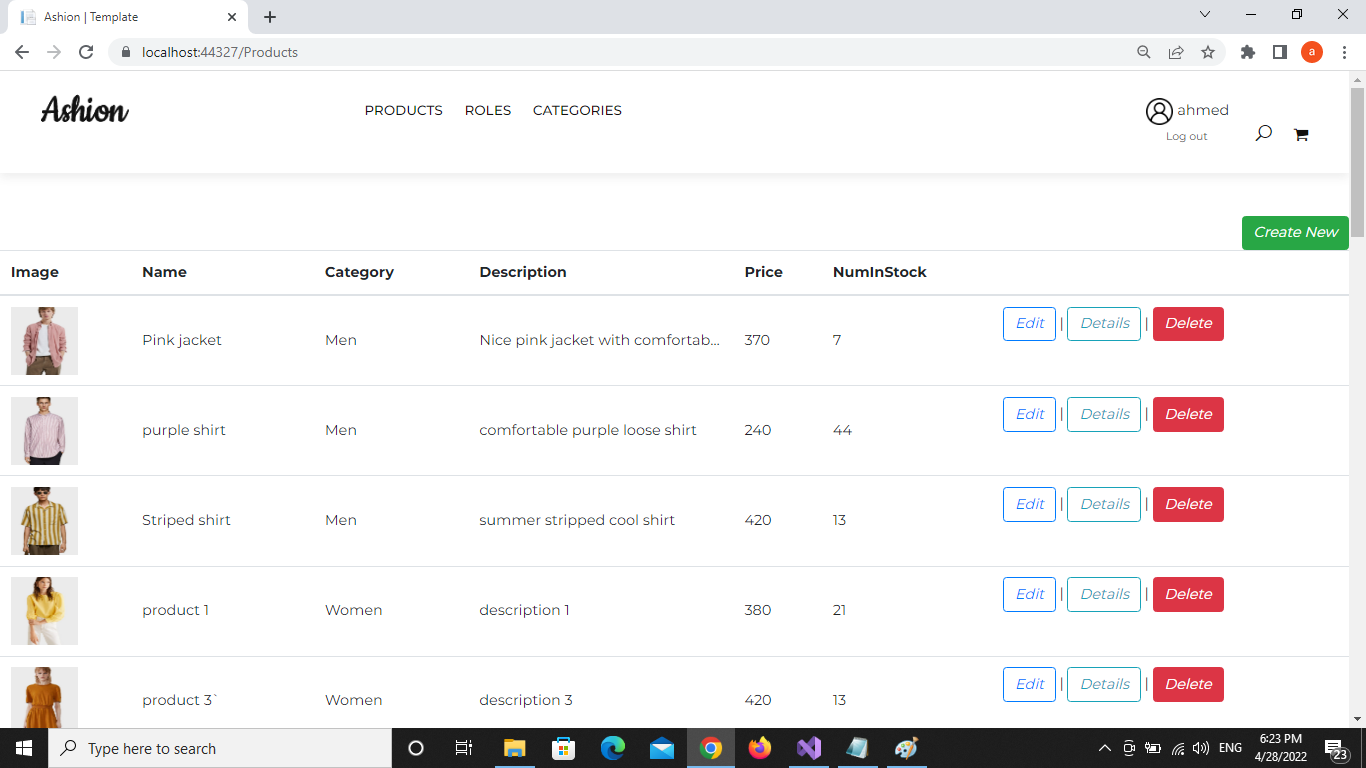 Ashion | Template
localhost:44327/Products
a
Ashion PRODUCTS ROLES CATEGORIES ahmed
Log out
Create New
Image Name Category Description Price NumInStock
Pink jacket Men Nice pink jacket with comfortab... 370 7 Edit | Details | Delete
purple shirt Men comfortable purple loose shirt 240 44 Edit | Details | Delete
Striped shirt Men summer stripped cool shirt 420 13 Edit | Details | Delete
product 1 Women description 1 380 21 Edit | Details | Delete
product 3` Women description 3 420 13 Edit | Details | Delete
Type here to search
ENG
6:23 PM
4/28/2022
23